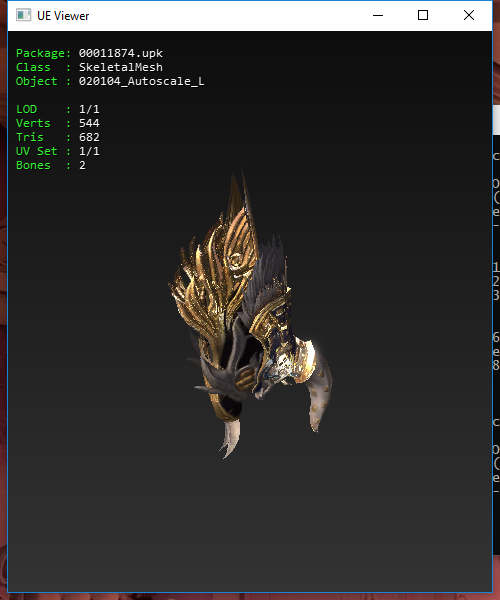 UE Viewer
Package: 00011874.upk
Class : SkeletalMesh
Object : 020104_Autoscale_L
LOD : 1/1
Verts : 544
Tris : 682
UV Set : 1/1
Bones : 2